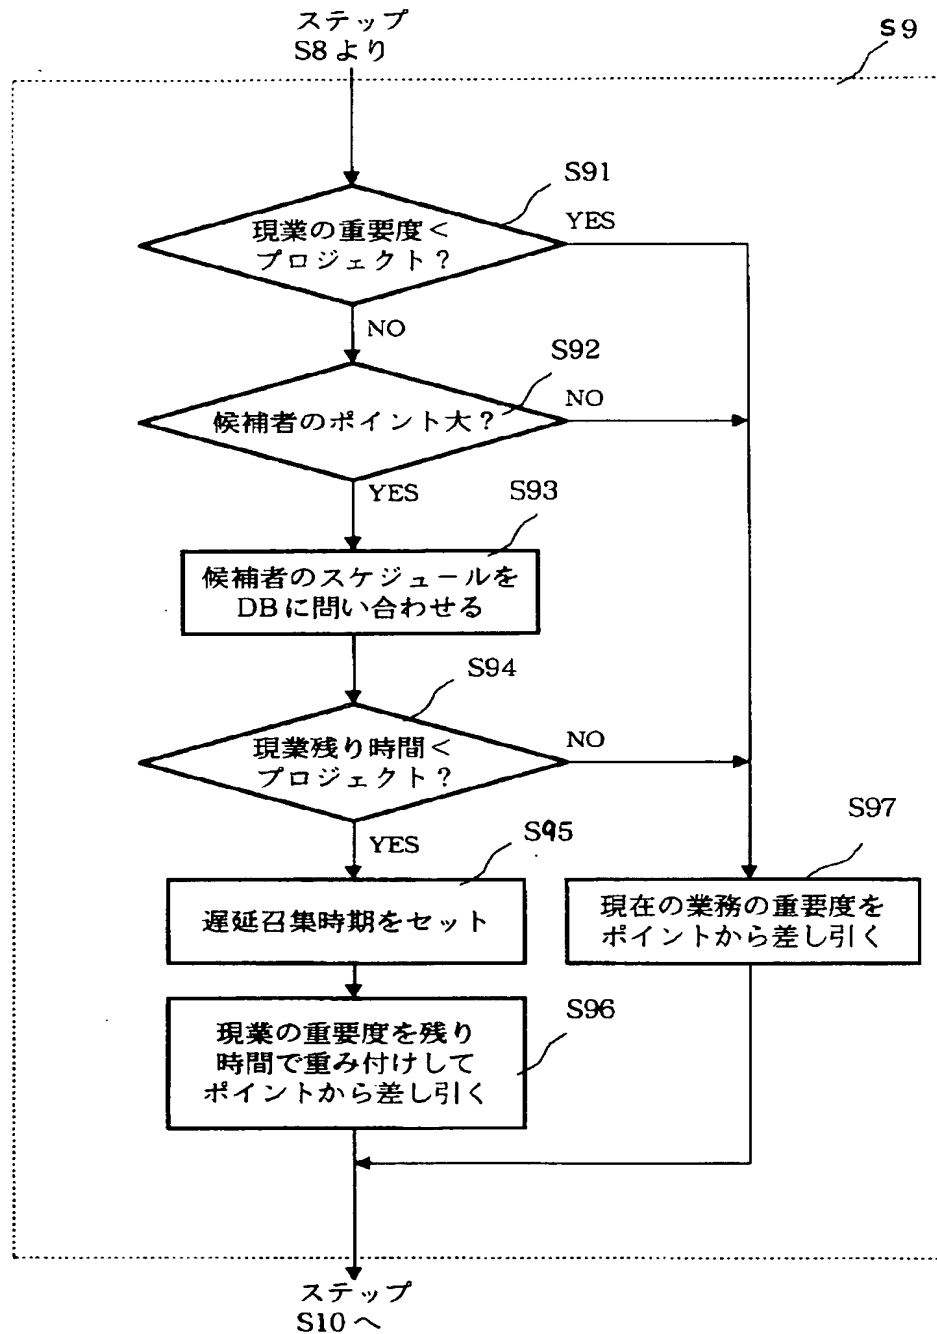 ステップ
S8より
S9
S91
現業の重要度<
プロジェクト?
YES
NO
S92
候補者のポイント大?
NO
YES
S93
候補者のスケジュールを
DBに問い合わせる
S94
現業残り時間<
プロジェクト?
NO
YES
S95
遅延召集時期をセット
S97
現在の業務の重要度を
ポイントから差し引く
S96
現業の重要度を残り
時間で重み付けして
ポイントから差し引く
ステップ
S10へ